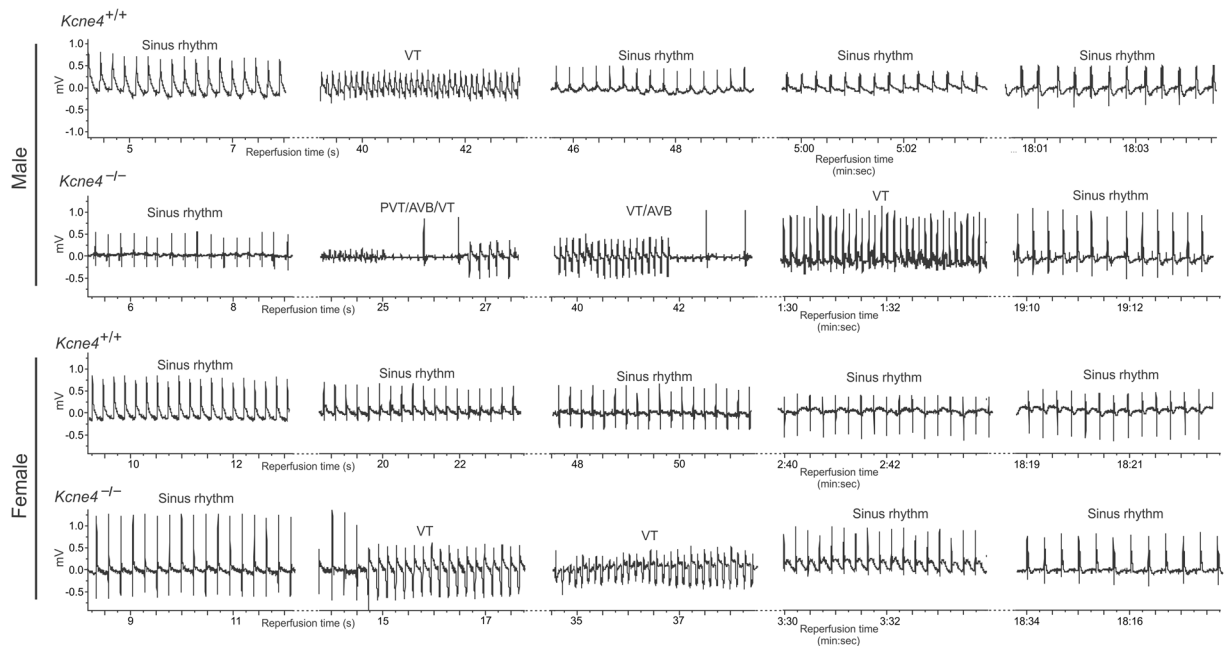 Male
Kcne4+/+
Sinus rhythm VT Sinus rhythm Sinus rhythm Sinus rhythm
mV
1.0
0.5
0.0
-0.5
-1.0
5 7 40 42 46 48 5:00 5:02 18:01 18:03
Reperfusion time (s) Reperfusion time
(min:sec)
Kcne4−/−
Sinus rhythm PVT/AVB/VT VT/AVB VT Sinus rhythm
mV
1.0
0.5
0.0
-0.5
6 8 25 27 40 42 1:30 1:32 19:10 19:12
Reperfusion time (s) Reperfusion time
(min:sec)
Female
Kcne4+/+
Sinus rhythm Sinus rhythm Sinus rhythm Sinus rhythm Sinus rhythm
mV
1.0
0.5
0.0
-0.5
10 12 20 22 48 50 2:40 2:42 18:19 18:21
Reperfusion time (s) Reperfusion time
(min:sec)
Kcne4−/−
Sinus rhythm VT VT Sinus rhythm Sinus rhythm
mV
1.0
0.5
0.0
-0.5
9 11 15 17 35 37 3:30 3:32 18:34 18:16
Reperfusion time (s) Reperfusion time
(min:sec)